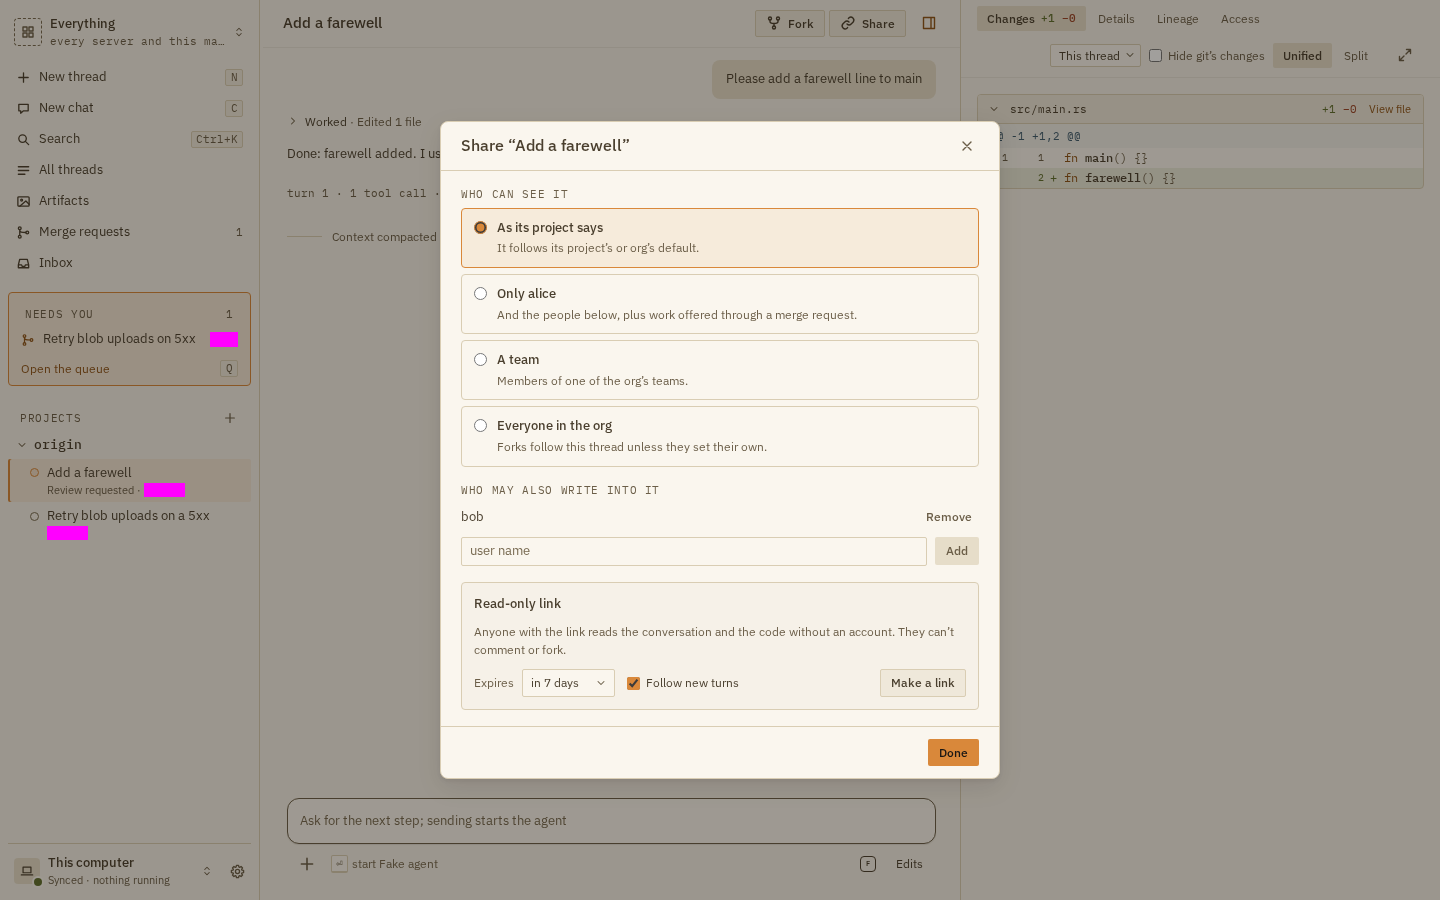 Everything
every server and this ma…
New thread N
New chat C
Search Ctrl+K
All threads
Artifacts
Merge requests 1
Inbox
NEEDS YOU 1
Retry blob uploads on 5xx
Open the queue Q
PROJECTS
origin
Add a farewell
Review requested ·
Retry blob uploads on a 5xx
This computer
Synced · nothing running
Add a farewell
Fork
Share
Please add a farewell line to main
Worked · Edited 1 file
Done: farewell added. I us
turn 1 · 1 tool call ·
Context compacted
Ask for the next step; sending starts the agent
start Fake agent
F
Edits
Share “Add a farewell”
WHO CAN SEE IT
As its project says
It follows its project’s or org’s default.
Only alice
And the people below, plus work offered through a merge request.
A team
Members of one of the org’s teams.
Everyone in the org
Forks follow this thread unless they set their own.
WHO MAY ALSO WRITE INTO IT
bob Remove
user name Add
Read-only link
Anyone with the link reads the conversation and the code without an account. They can’t
comment or fork.
Expires in 7 days Follow new turns Make a link
Done
Changes +1 −0 Details Lineage Access
This thread Hide git’s changes Unified Split
src/main.rs +1 −0 View file
-1 +1,2 @@
1 1 fn main() {}
2 + fn farewell() {}